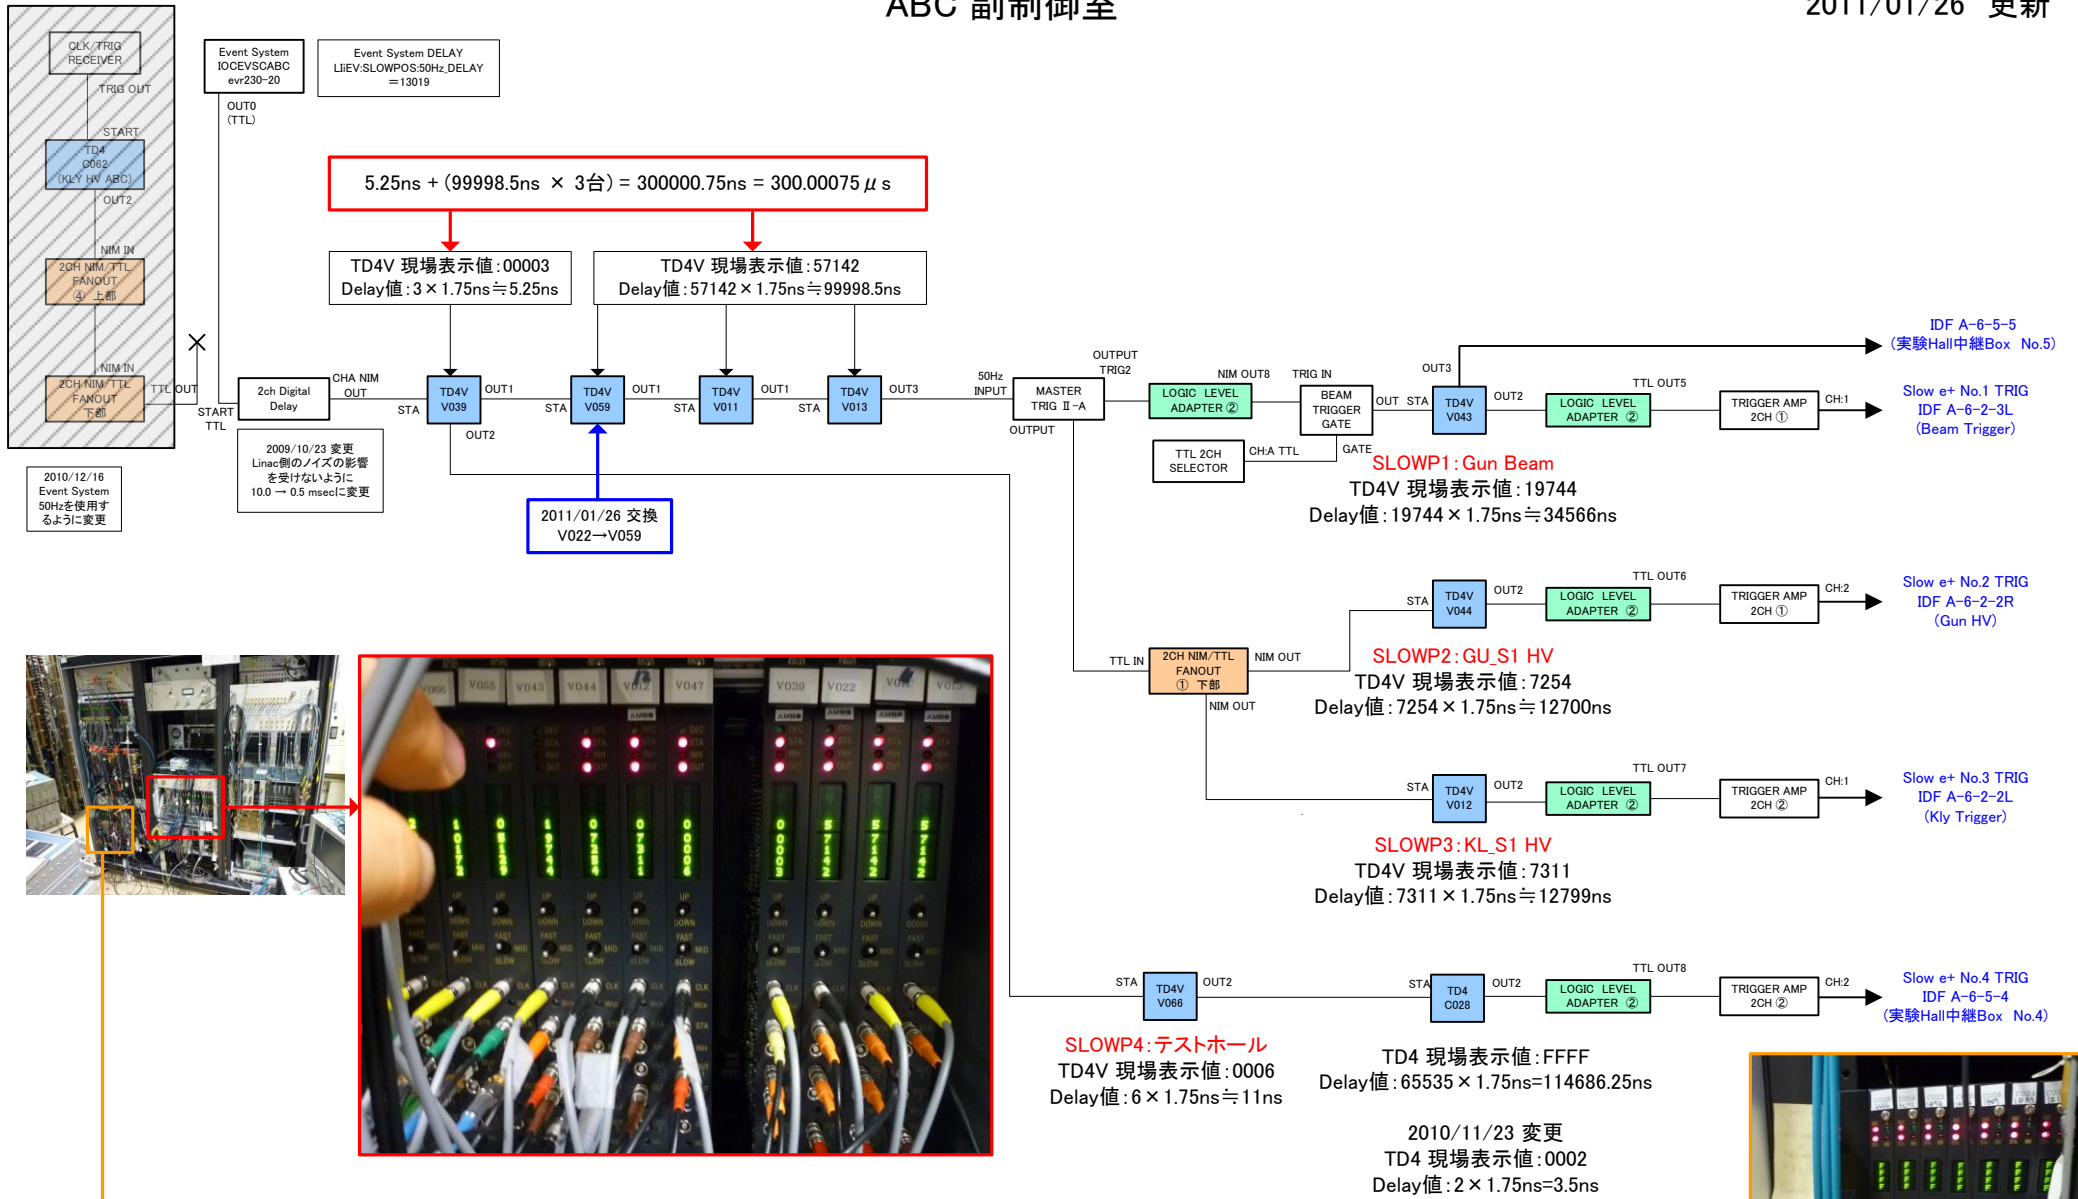 ABC 副制御室
2011/01/26 更新
CLK/TRIG
RECEIVER
TRIG OUT
START
TD4
C062
(KLY HV ABC)
OUT2
NIM IN
2CH NIM/TTL
FANOUT
④ 上部
NIM IN
2CH NIM/TTL
FANOUT
下部
TTL OUT
2010/12/16
Event System
50Hzを使用す
るように変更
Event System
IOCEVSCABC
evr230-20
OUT0
(TTL)
Event System DELAY
LIiEV:SLOWPOS:50Hz_DELAY
=13019
5.25ns + (99998.5ns × 3台) = 300000.75ns = 300.00075μs
TD4V 現場表示値:00003
Delay値:3×1.75ns≒5.25ns
TD4V 現場表示値:57142
Delay値:57142×1.75ns≒99998.5ns
START
TTL
2ch Digital
Delay
CHA NIM
OUT
2009/10/23 変更
Linac側のノイズの影響
を受けないように
10.0 → 0.5 msecに変更
STA
TD4V
V039
OUT1
OUT2
STA
TD4V
V059
OUT1
STA
TD4V
V011
OUT1
STA
TD4V
V013
OUT3
2011/01/26 交換
V022→V059
50Hz
INPUT
MASTER
TRIG Ⅱ-A
OUTPUT
TRIG2
OUTPUT
LOGIC LEVEL
ADAPTER ②
NIM OUT8
TRIG IN
BEAM
TRIGGER
GATE
OUT
GATE
TTL 2CH
SELECTOR
CH:A TTL
STA
TD4V
V043
OUT3
OUT2
TTL OUT5
LOGIC LEVEL
ADAPTER ②
TRIGGER AMP
2CH ①
CH:1
IDF A-6-5-5
(実験Hall中継Box No.5)
Slow e+ No.1 TRIG
IDF A-6-2-3L
(Beam Trigger)
SLOWP1:Gun Beam
TD4V 現場表示値:19744
Delay値:19744×1.75ns≒34566ns
TTL IN
2CH NIM/TTL
FANOUT
① 下部
NIM OUT
NIM OUT
STA
TD4V
V044
OUT2
TTL OUT6
LOGIC LEVEL
ADAPTER ②
TRIGGER AMP
2CH ①
CH:2
Slow e+ No.2 TRIG
IDF A-6-2-2R
(Gun HV)
SLOWP2:GU_S1 HV
TD4V 現場表示値:7254
Delay値:7254×1.75ns≒12700ns
STA
TD4V
V012
OUT2
TTL OUT7
LOGIC LEVEL
ADAPTER ②
TRIGGER AMP
2CH ②
CH:1
Slow e+ No.3 TRIG
IDF A-6-2-2L
(Kly Trigger)
SLOWP3:KL_S1 HV
TD4V 現場表示値:7311
Delay値:7311×1.75ns≒12799ns
STA
TD4V
V066
OUT2
STA
TD4
C028
OUT2
TTL OUT8
LOGIC LEVEL
ADAPTER ②
TRIGGER AMP
2CH ②
CH:2
Slow e+ No.4 TRIG
IDF A-6-5-4
(実験Hall中継Box No.4)
SLOWP4:テストホール
TD4V 現場表示値:0006
Delay値:6×1.75ns≒11ns
TD4 現場表示値:FFFF
Delay値:65535×1.75ns=114686.25ns
2010/11/23 変更
TD4 現場表示値:0002
Delay値:2×1.75ns=3.5ns
V066 V055 V043 V044 V012 V047 V039 V022
19744 07254 07311 00006 00003 57142 57142 57142